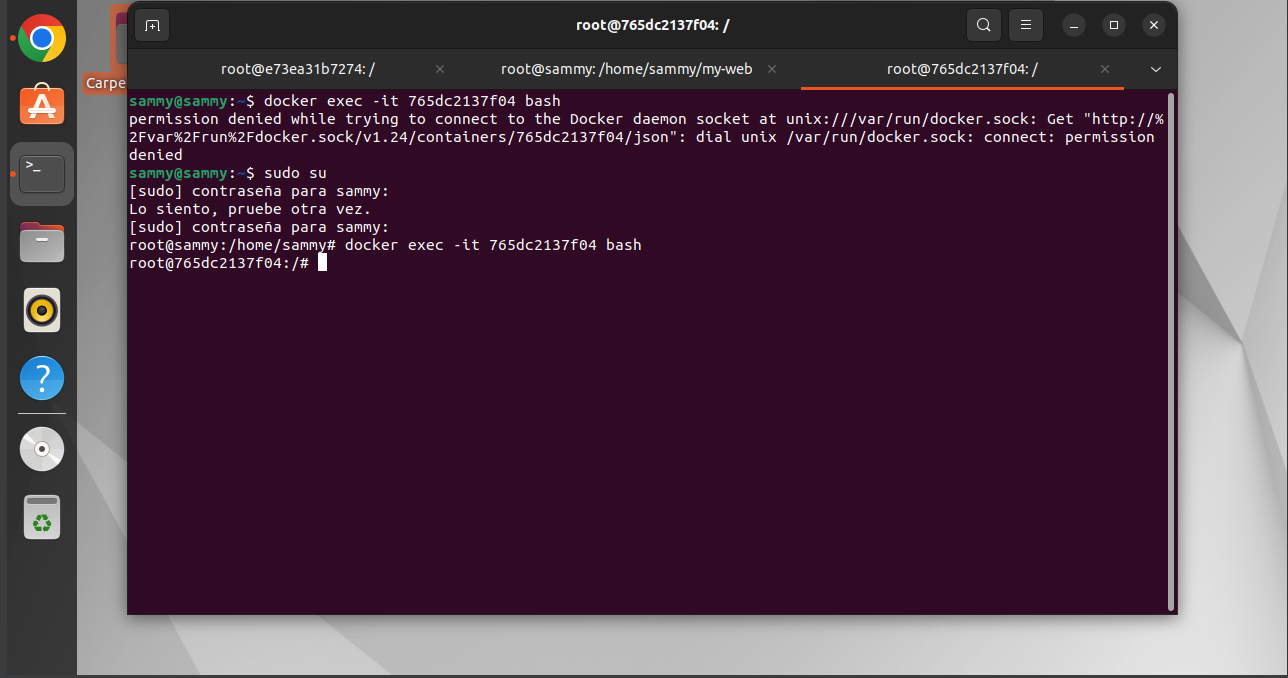 root@765dc2137f04: /
root@e73ea31b7274: /
root@sammy: /home/sammy/my-web
root@765dc2137f04: /
Carpe
sammy@sammy:~$ docker exec -it 765dc2137f04 bash
permission denied while trying to connect to the Docker daemon socket at unix:///var/run/docker.sock: Get "http://%
2Fvar%2Frun%2Fdocker.sock/v1.24/containers/765dc2137f04/json": dial unix /var/run/docker.sock: connect: permission
denied
sammy@sammy:~$ sudo su
[sudo] contraseña para sammy:
Lo siento, pruebe otra vez.
[sudo] contraseña para sammy:
root@sammy:/home/sammy# docker exec -it 765dc2137f04 bash
root@765dc2137f04:/#